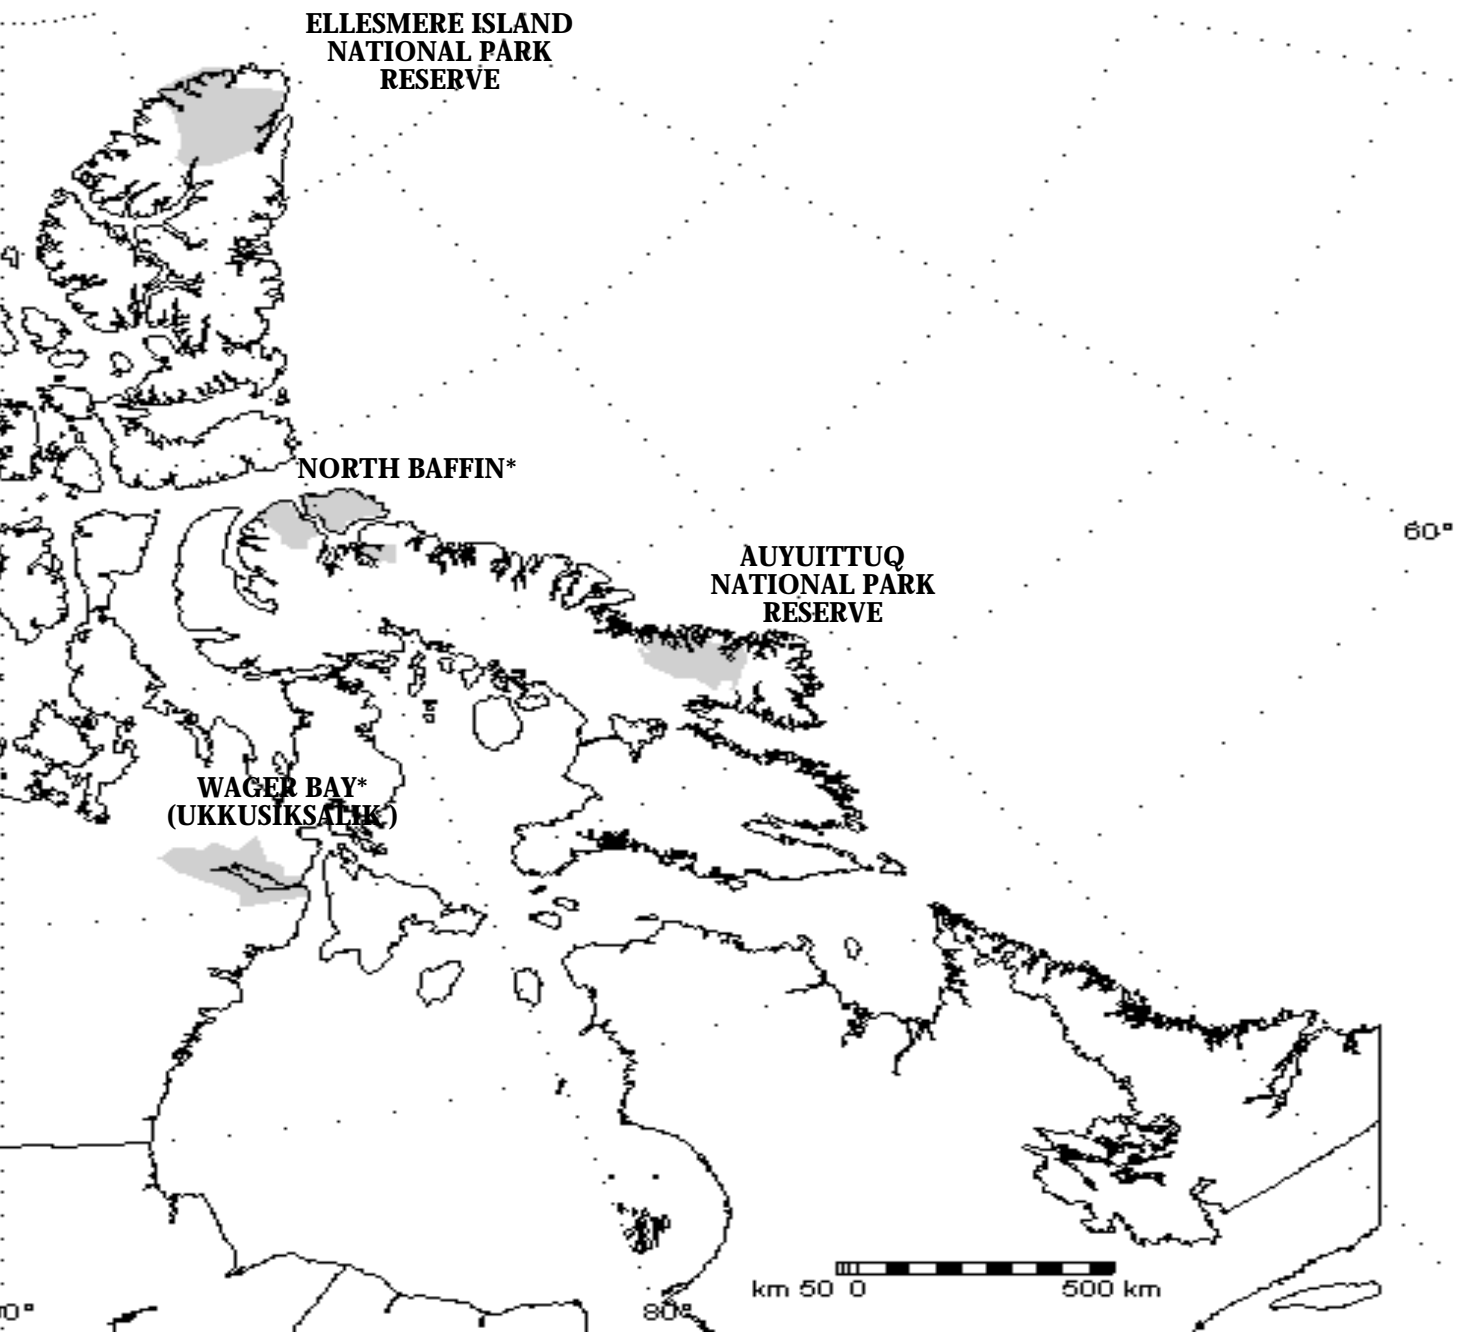 ELLESMERE ISLAND
NATIONAL PARK
RESERVE
NORTH BAFFIN*
60°
AUYUITTUQ
NATIONAL PARK
RESERVE
WAGER BAY*
(UKKUSIKSALIK )
km 50 0 500 km
0° 80°